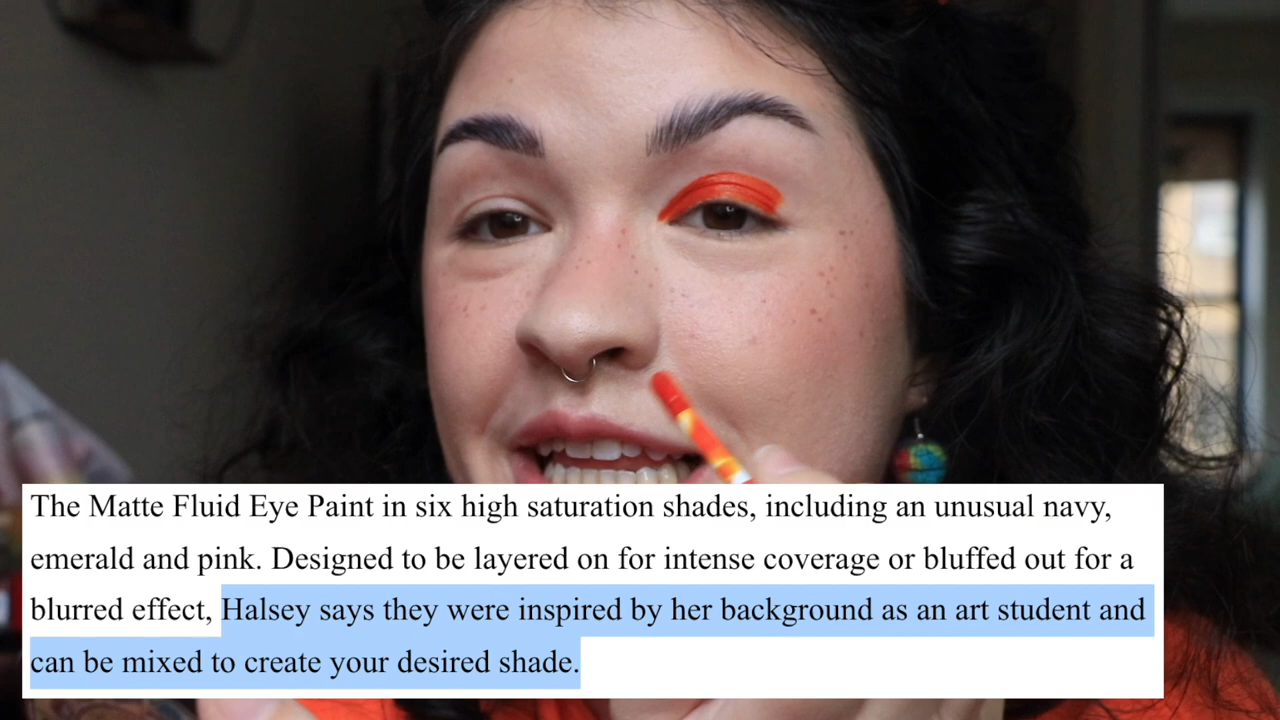 The Matte Fluid Eye Paint in six high saturation shades, including an unusual navy,
emerald and pink. Designed to be layered on for intense coverage or bluffed out for a
blurred effect, Halsey says they were inspired by her background as an art student and
can be mixed to create your desired shade.